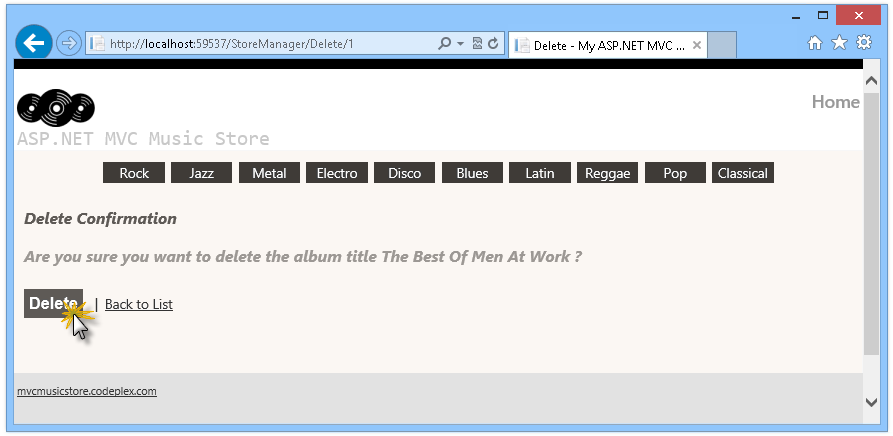 http://localhost:59537/StoreManager/Delete/1
Delete - My ASP.NET MVC ...
Home
ASP.NET MVC Music Store
Rock Jazz Metal Electro Disco Blues Latin Reggae Pop Classical
Delete Confirmation
Are you sure you want to delete the album title The Best Of Men At Work ?
Delete | Back to List
mvcmusicstore.codeplex.com